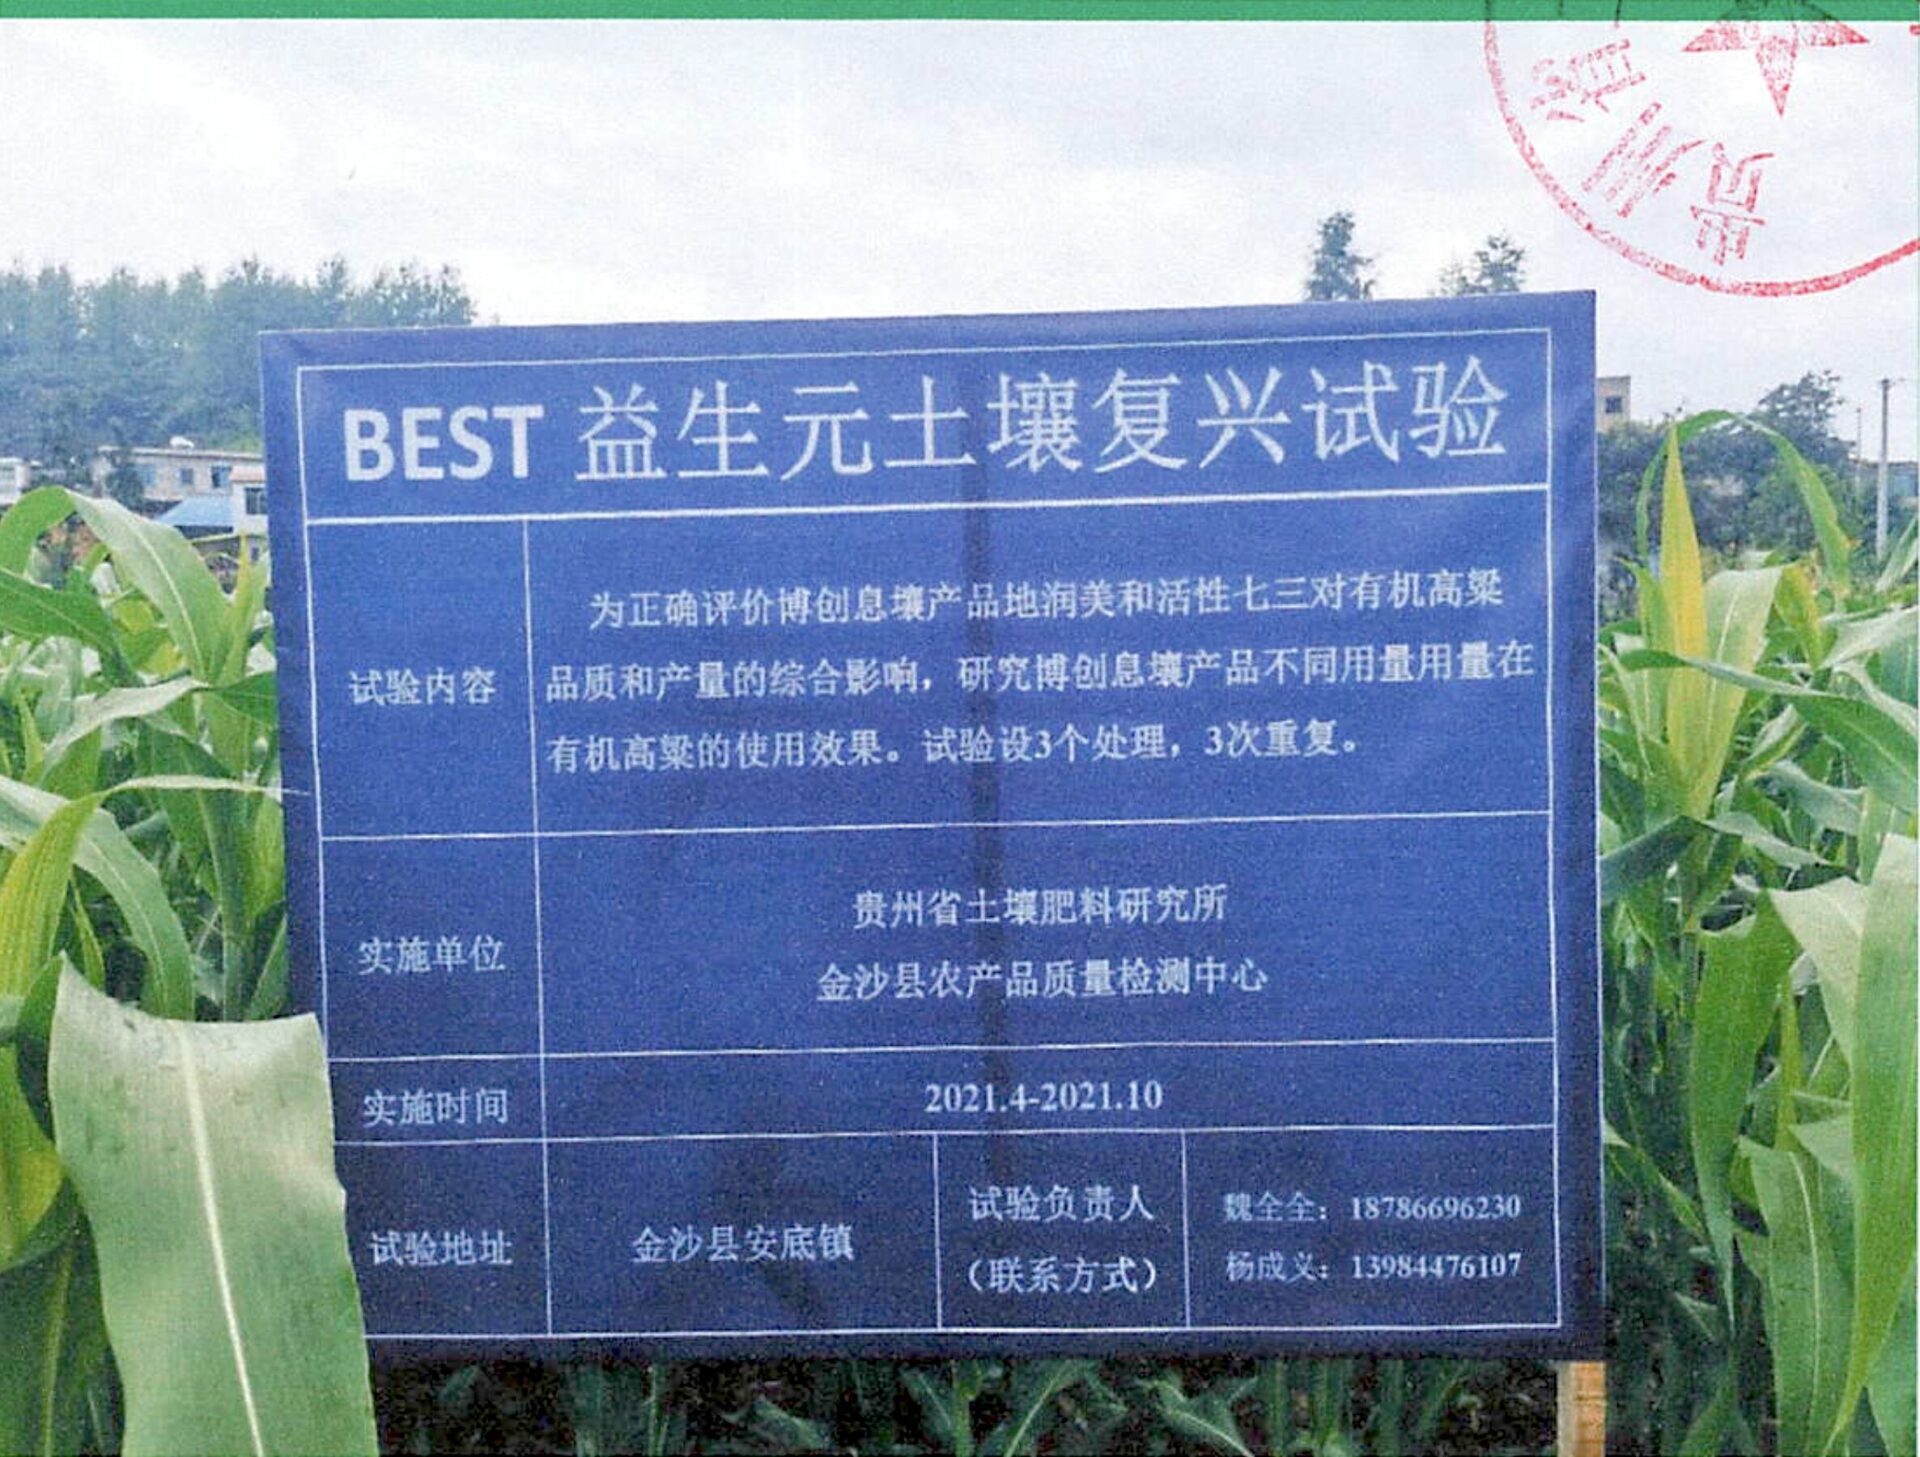 BEST 益生元土壤复兴试验
试验内容
为正确评价博创息壤产品地润美和活性七三对有机高粱
品质和产量的综合影响，研究博创息壤产品不同用量用量在
有机高粱的使用效果。试验设3个处理，3次重复。
实施单位
贵州省土壤肥料研究所
金沙县农产品质量检测中心
实施时间
2021.4-2021.10
试验地址
金沙县安底镇
试验负责人
（联系方式）
魏全全：18786696230
杨成义：13984476107
贵州省